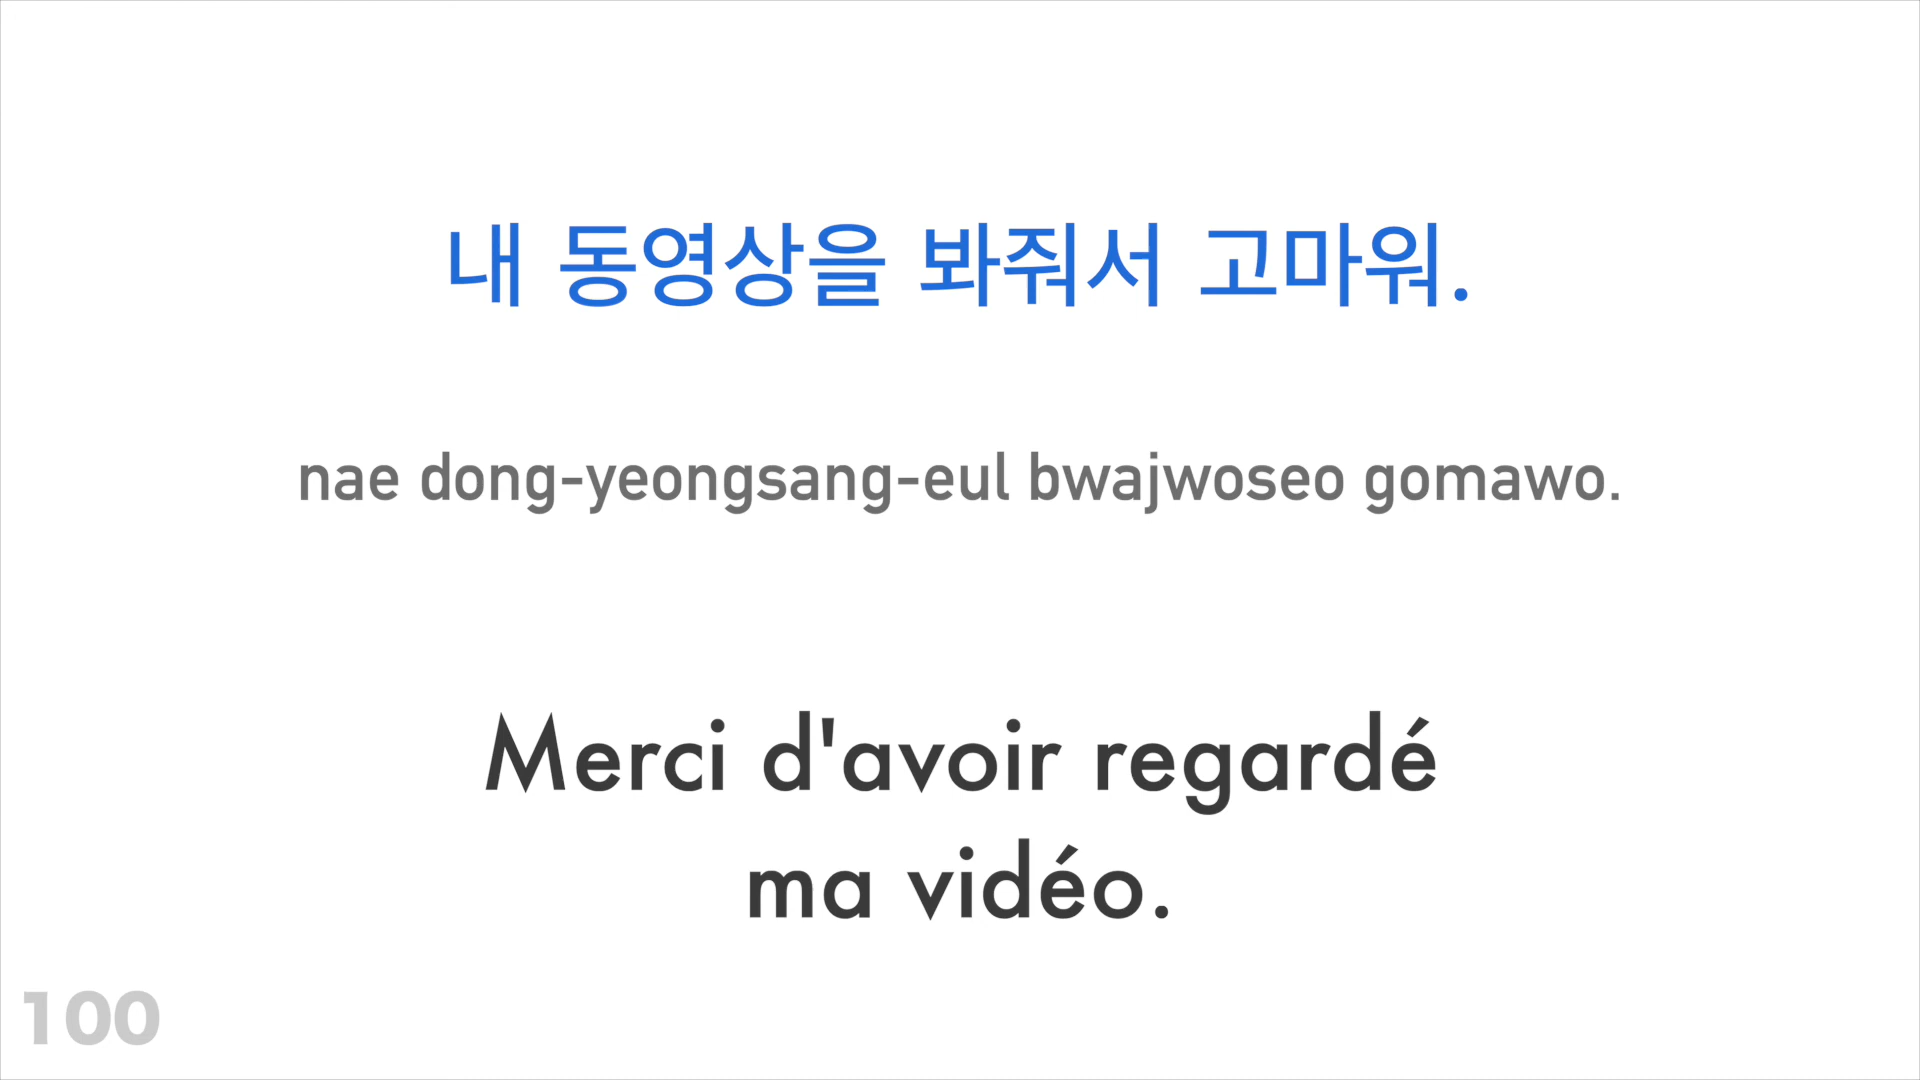 내 동영상을 봐줘서 고마워.
nae dong-yeongsang-eul bwajwoseo gomawo.
Merci d'avoir regardé
ma vidéo.
100